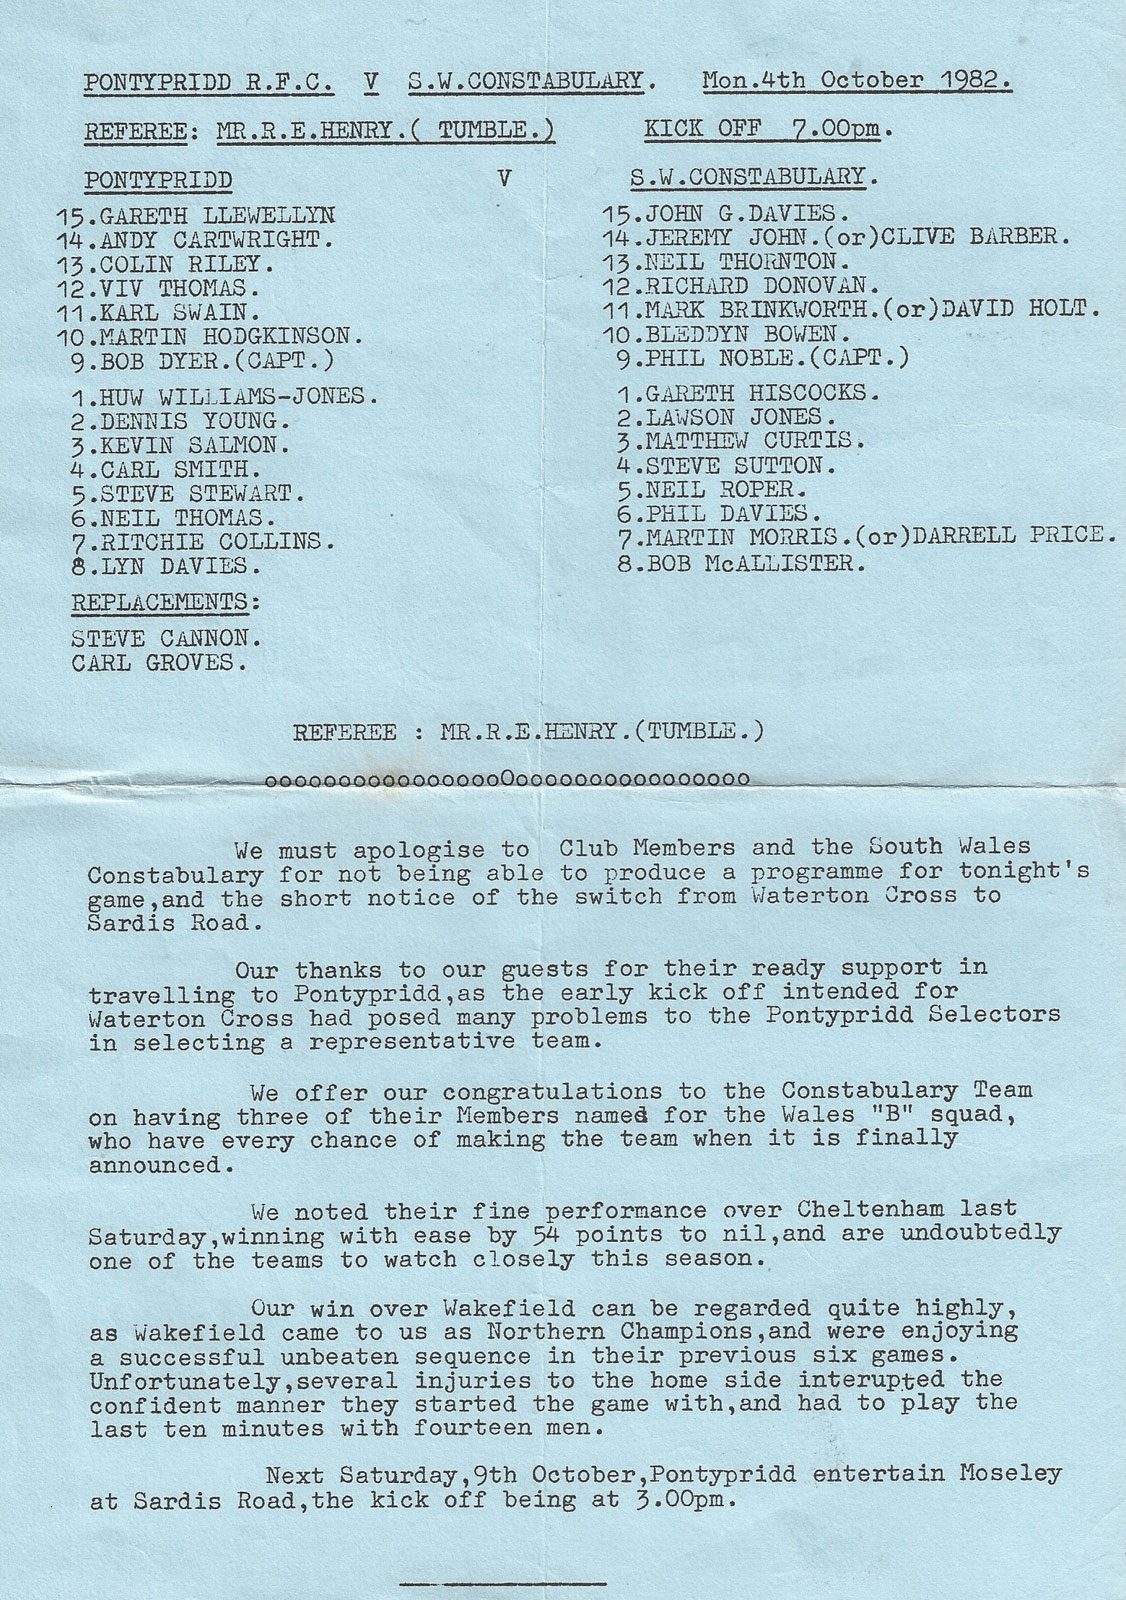 PONTYPRIDD R.F.C. V S.W.CONSTABULARY. Mon.4th October 1982.
REFEREE: MR.R.E.HENRY.( TUMBLE.) KICK OFF 7.00pm.
PONTYPRIDD V S.W.CONSTABULARY.
15.GARETH LLEWELLYN 15.JOHN G.DAVIES.
14.ANDY CARTWRIGHT. 14.JEREMY JOHN.(or)CLIVE BARBER.
13.COLIN RILEY. 13.NEIL THORNTON.
12.VIV THOMAS. 12.RICHARD DONOVAN.
11.KARL SWAIN. 11.MARK BRINKWORTH.(or)DAVID HOLT.
10.MARTIN HODGKINSON. 10.BLEDDYN BOWEN.
9.BOB DYER.(CAPT.) 9.PHIL NOBLE.(CAPT.)
1.HUW WILLIAMS-JONES. 1.GARETH HISCOCKS.
2.DENNIS YOUNG. 2.LAWSON JONES.
3.KEVIN SALMON. 3.MATTHEW CURTIS.
4.CARL SMITH. 4.STEVE SUTTON.
5.STEVE STEWART. 5.NEIL ROPER.
6.NEIL THOMAS. 6.PHIL DAVIES.
7.RITCHIE COLLINS. 7.MARTIN MORRIS.(or)DARRELL PRICE.
8.LYN DAVIES. 8.BOB McALLISTER.
REPLACEMENTS:
STEVE CANNON.
CARL GROVES.
REFEREE : MR.R.E.HENRY.(TUMBLE.)
ooooooooooooooooOoooooooooooooooo
We must apologise to Club Members and the South Wales
Constabulary for not being able to produce a programme for tonight's
game,and the short notice of the switch from Waterton Cross to
Sardis Road.
Our thanks to our guests for their ready support in
travelling to Pontypridd,as the early kick off intended for
Waterton Cross had posed many problems to the Pontypridd Selectors
in selecting a representative team.
We offer our congratulations to the Constabulary Team
on having three of their Members named for the Wales "B" squad,
who have every chance of making the team when it is finally
announced.
We noted their fine performance over Cheltenham last
Saturday,winning with ease by 54 points to nil,and are undoubtedly
one of the teams to watch closely this season.
Our win over Wakefield can be regarded quite highly,
as Wakefield came to us as Northern Champions,and were enjoying
a successful unbeaten sequence in their previous six games.
Unfortunately,several injuries to the home side interupted the
confident manner they started the game with,and had to play the
last ten minutes with fourteen men.
Next Saturday,9th October,Pontypridd entertain Moseley
at Sardis Road,the kick off being at 3.00pm.